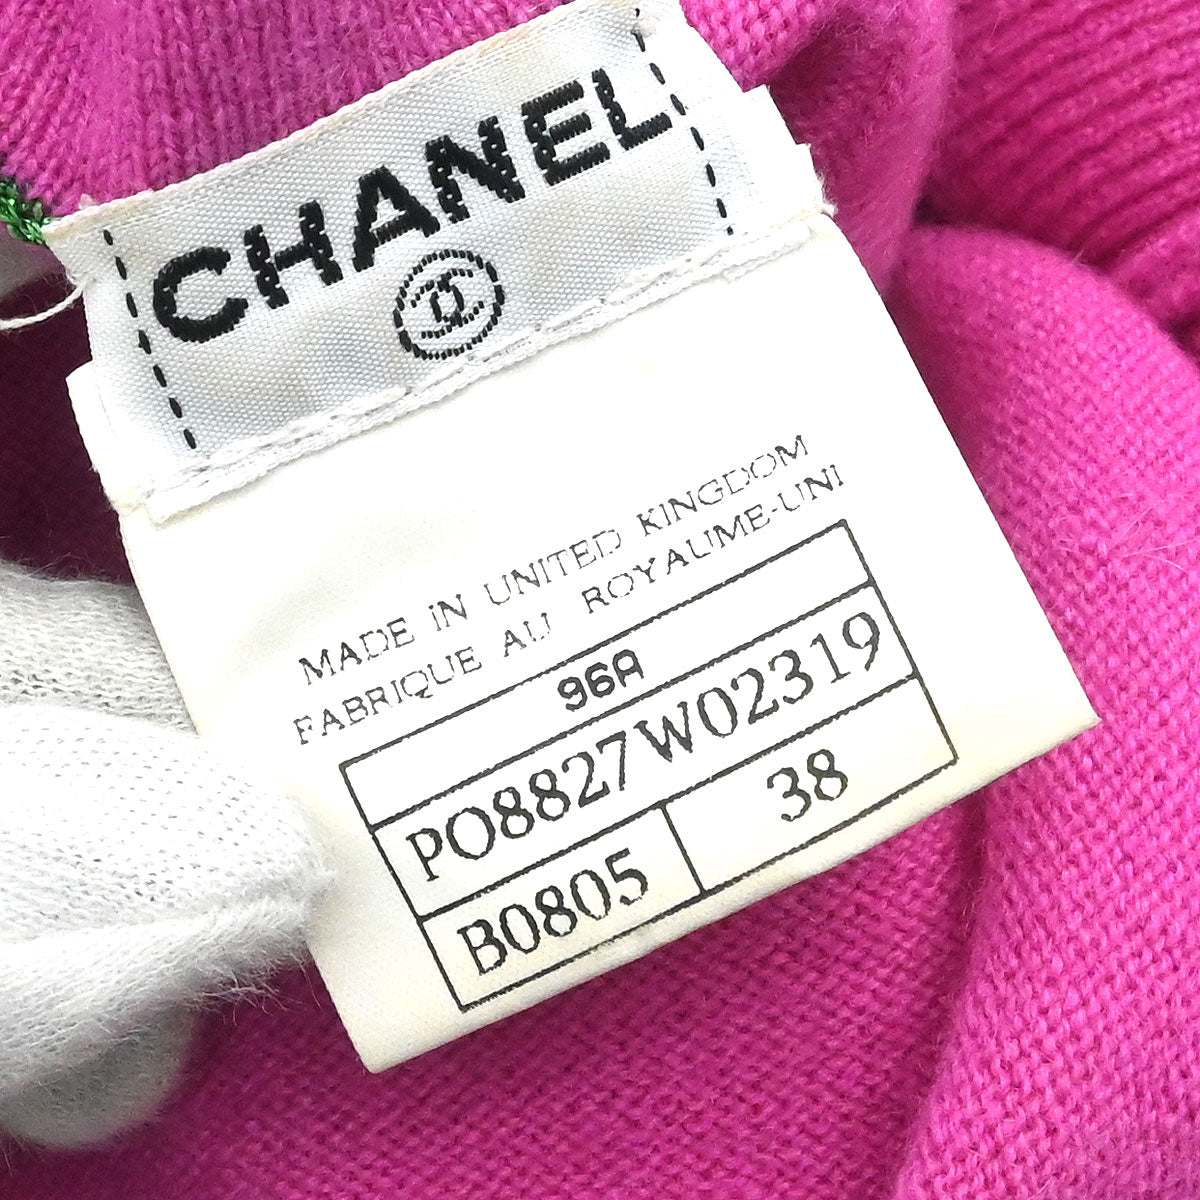 CHANEL
MADE IN UNITED KINGDOM
FABRIQUE AU ROYAUME-UNI
96A
PO8827W02319
B0805 38